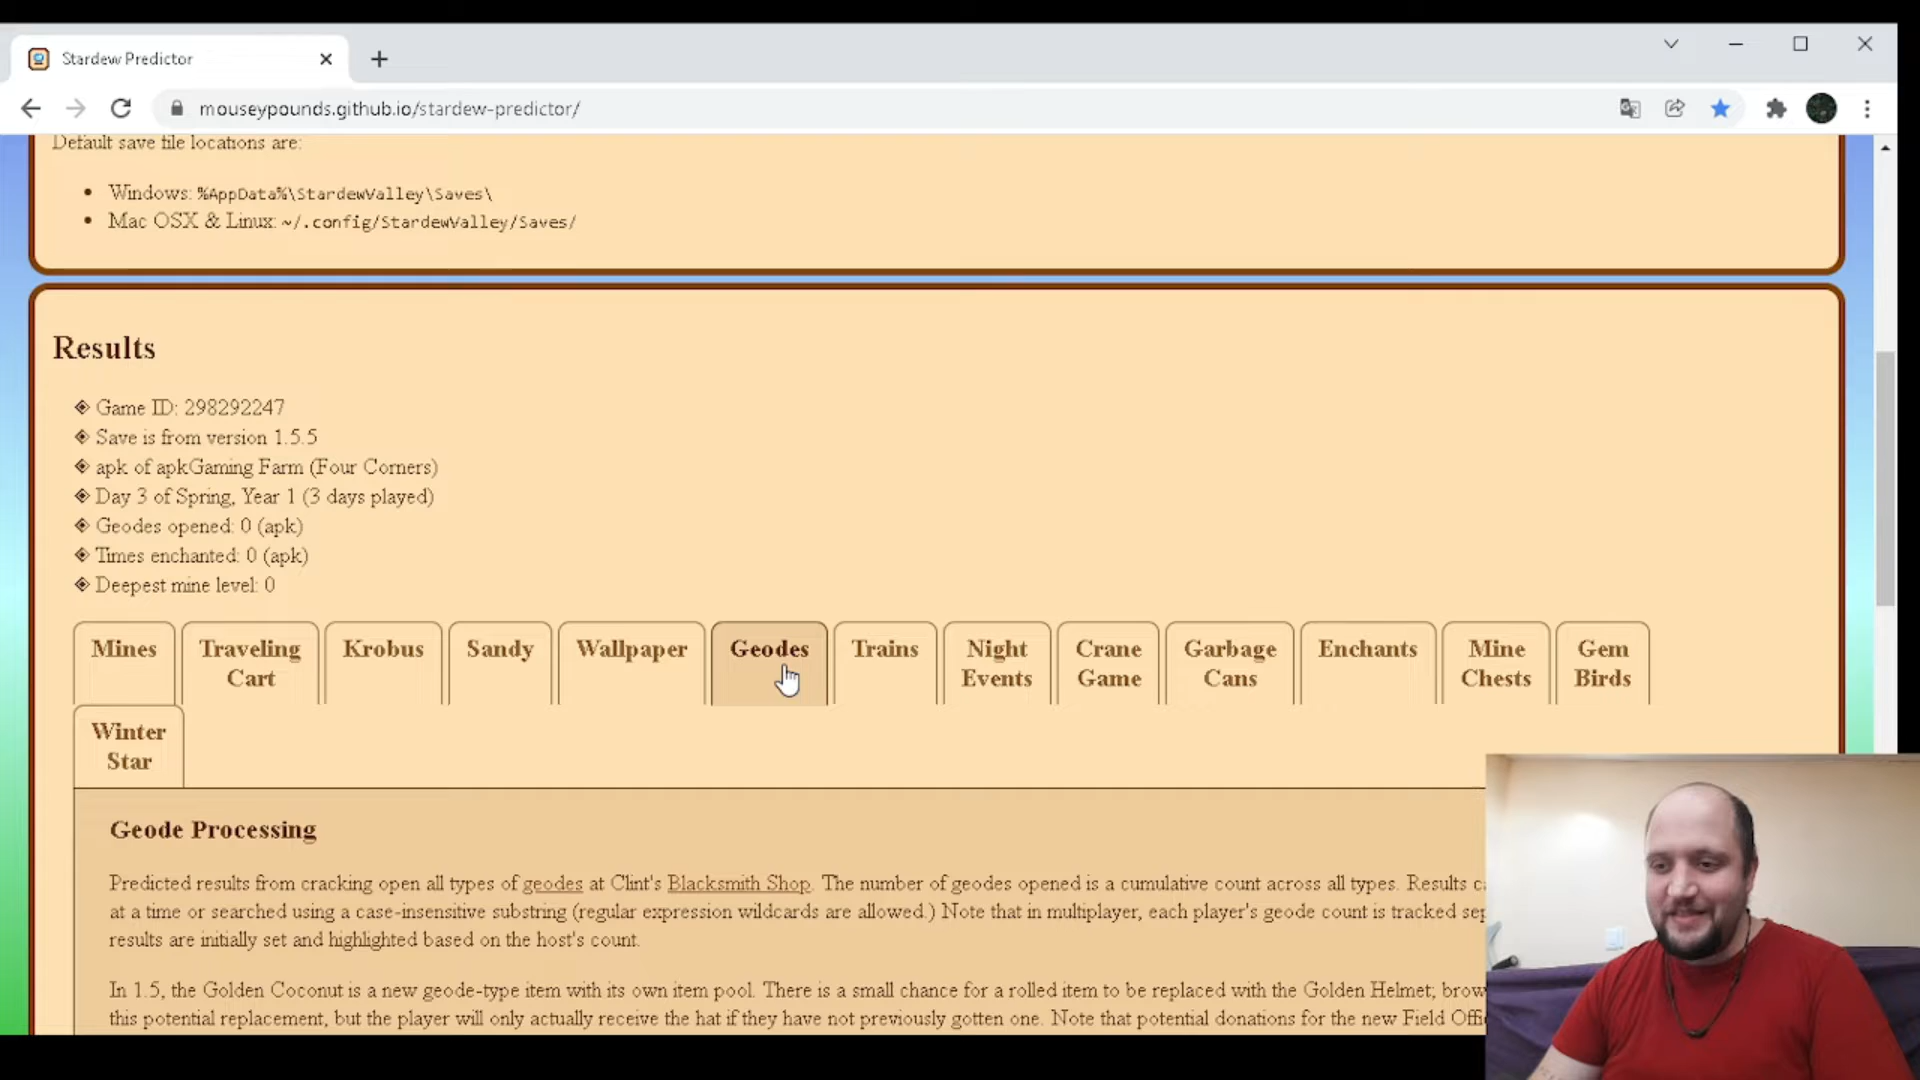 Stardew Predictor
mouseypounds.github.io/stardew-predictor/
Default save file locations are:
Windows: %AppData%\StardewValley\Saves\
Mac OSX & Linux: ~/.config/StardewValley/Saves/
Results
Game ID: 298292247
Save is from version 1.5.5
apk of apkGaming Farm (Four Corners)
Day 3 of Spring, Year 1 (3 days played)
Geodes opened: 0 (apk)
Times enchanted: 0 (apk)
Deepest mine level: 0
Mines
Traveling
Cart
Krobus
Sandy
Wallpaper
Geodes
Trains
Night
Events
Crane
Game
Garbage
Cans
Enchants
Mine
Chests
Gem
Birds
Winter
Star
Geode Processing
Predicted results from cracking open all types of geodes at Clint's Blacksmith Shop. The number of geodes opened is a cumulative count across all types. Results
at a time or searched using a case-insensitive substring (regular expression wildcards are allowed.) Note that in multiplayer, each player's geode count is tracked
results are initially set and highlighted based on the host's count.
In 1.5, the Golden Coconut is a new geode-type item with its own item pool. There is a small chance for a rolled item to be replaced with the Golden Helmet;
this potential replacement, but the player will only actually receive the hat if they have not previously gotten one. Note that potential donations for the new Field